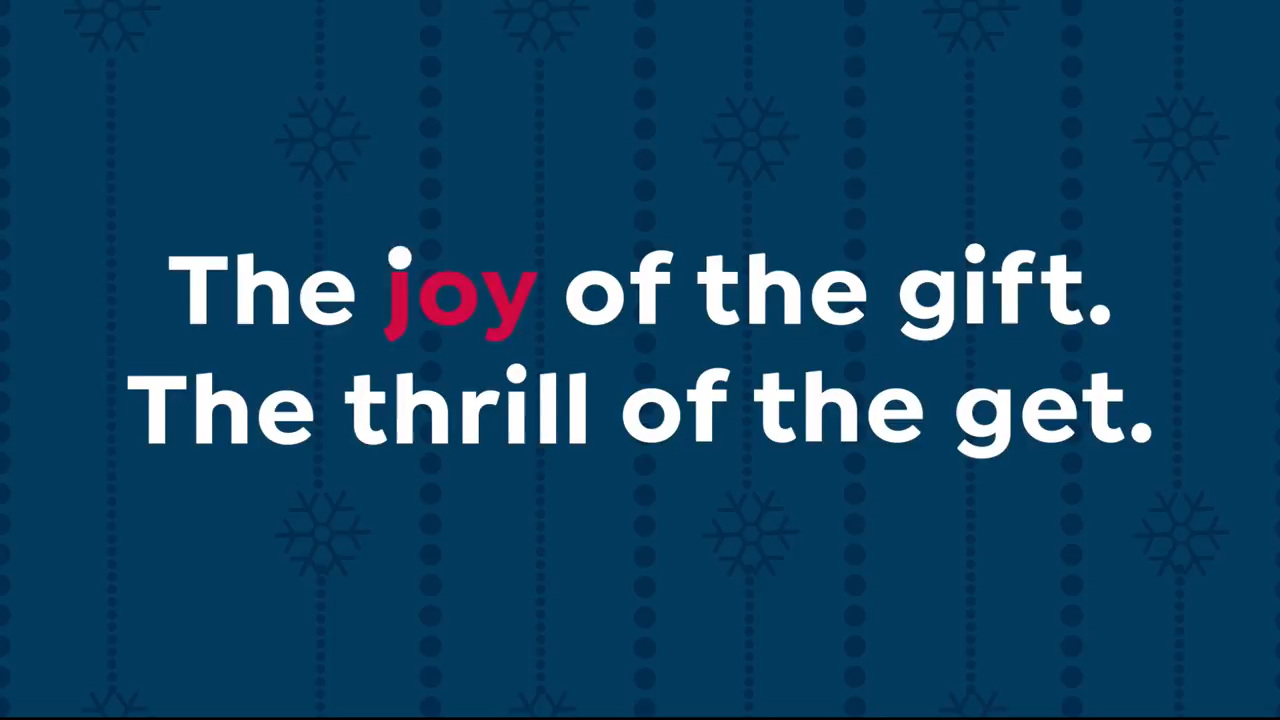 The joy of the gift.
The thrill of the get.